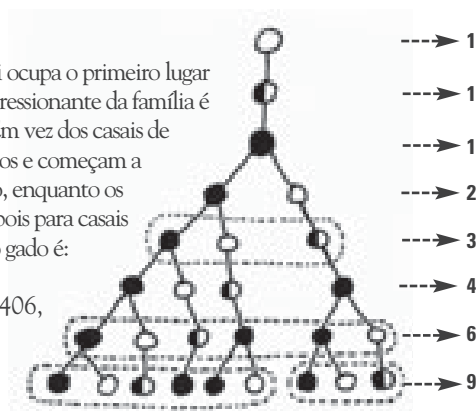 i ocupa o primeiro lugar
ressionante da família é
m vez dos casais de
os e começam a
o, enquanto os
pois para casais
o gado é:
406,
1
1
1
2
3
4
6
9